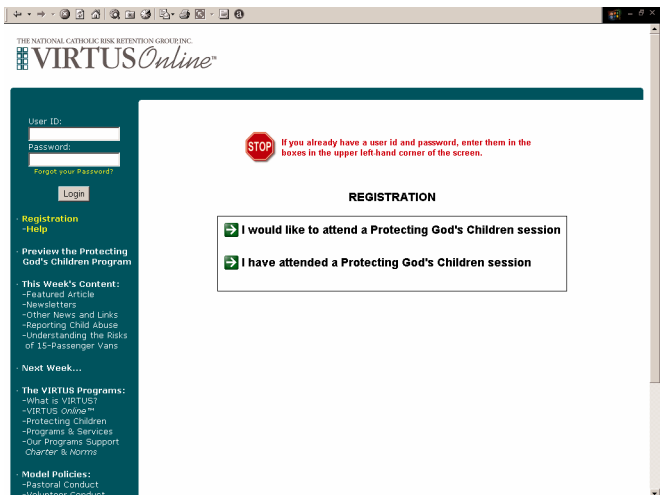 THE NATIONAL CATHOLIC RISK RETENTION GROUP, INC.
VIRTUS Online™
User ID:
Password:
Forgot your Password?
Login
· Registration
-Help
· Preview the Protecting
God's Children Program
· This Week's Content:
-Featured Article
-Newsletters
-Other News and Links
-Reporting Child Abuse
-Understanding the Risks
of 15-Passenger Vans
· Next Week...
· The VIRTUS Programs:
-What is VIRTUS?
-VIRTUS Online™
-Protecting Children
-Programs & Services
-Our Programs Support
Charter & Norms
· Model Policies:
-Pastoral Conduct
-Volunteer Conduct
STOP
If you already have a user id and password, enter them in the
boxes in the upper left-hand corner of the screen.
REGISTRATION
I would like to attend a Protecting God's Children session
I have attended a Protecting God's Children session